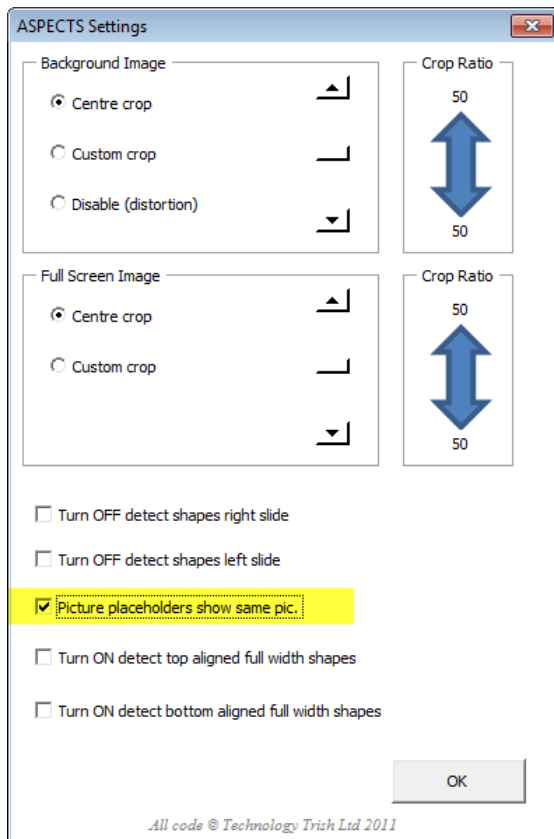 ASPECTS Settings
Background Image
Centre crop
Custom crop
Disable (distortion)
Crop Ratio
50
50
Full Screen Image
Centre crop
Custom crop
Crop Ratio
50
50
Turn OFF detect shapes right slide
Turn OFF detect shapes left slide
Picture placeholders show same pic.
Turn ON detect top aligned full width shapes
Turn ON detect bottom aligned full width shapes
OK
All code © Technology Trish Ltd 2011